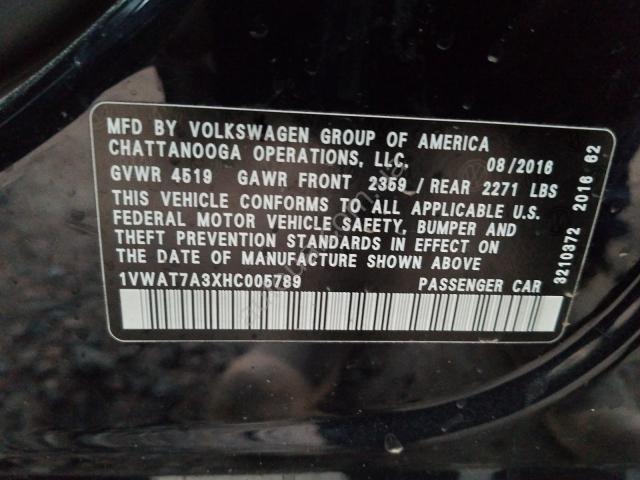 MFD BY VOLKSWAGEN GROUP OF AMERICA
CHATTANOOGA OPERATIONS, LLC. 08/2016
GVWR 4519 GAWR FRONT 2359 / REAR 2271 LBS
THIS VEHICLE CONFORMS TO ALL APPLICABLE U.S.
FEDERAL MOTOR VEHICLE SAFETY, BUMPER AND
THEFT PREVENTION STANDARDS IN EFFECT ON
THE DATE OF MANUFACTURE SHOWN ABOVE
1VWAT7A3XHC005789 PASSENGER CAR
3210372 2016 62